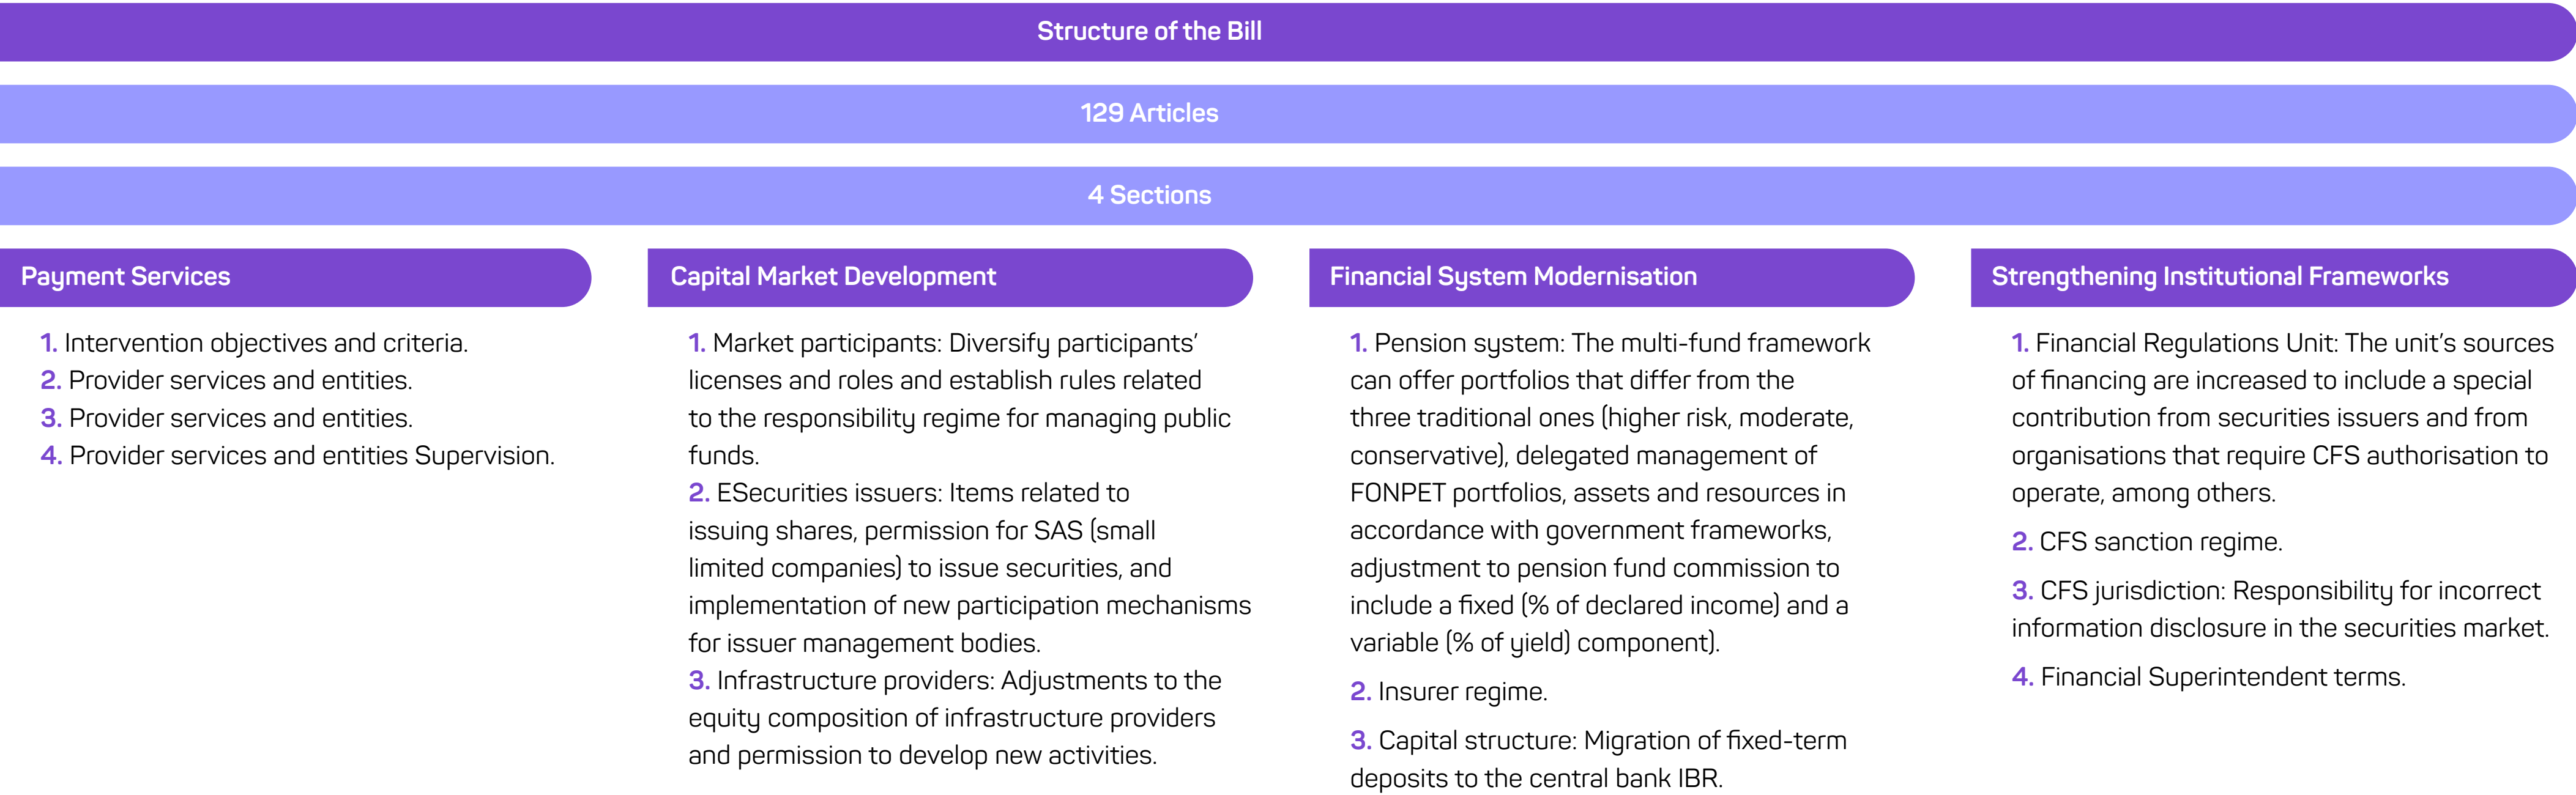 Structure of the Bill
129 Articles
4 Sections
Payment Services
1. Intervention objectives and criteria.
2. Provider services and entities.
3. Provider services and entities.
4. Provider services and entities Supervision.
Capital Market Development
1. Market participants: Diversify participants’
licenses and roles and establish rules related
to the responsibility regime for managing public
funds.
2. ESecurities issuers: Items related to
issuing shares, permission for SAS (small
limited companies) to issue securities, and
implementation of new participation mechanisms
for issuer management bodies.
3. Infrastructure providers: Adjustments to the
equity composition of infrastructure providers
and permission to develop new activities.
Financial System Modernisation
1. Pension system: The multi-fund framework
can offer portfolios that differ from the
three traditional ones (higher risk, moderate,
conservative), delegated management of
FONPET portfolios, assets and resources in
accordance with government frameworks,
adjustment to pension fund commission to
include a fixed (% of declared income) and a
variable (% of yield) component).
2. Insurer regime.
3. Capital structure: Migration of fixed-term
deposits to the central bank IBR.
Strengthening Institutional Frameworks
1. Financial Regulations Unit: The unit’s sources
of financing are increased to include a special
contribution from securities issuers and from
organisations that require CFS authorisation to
operate, among others.
2. CFS sanction regime.
3. CFS jurisdiction: Responsibility for incorrect
information disclosure in the securities market.
4. Financial Superintendent terms.